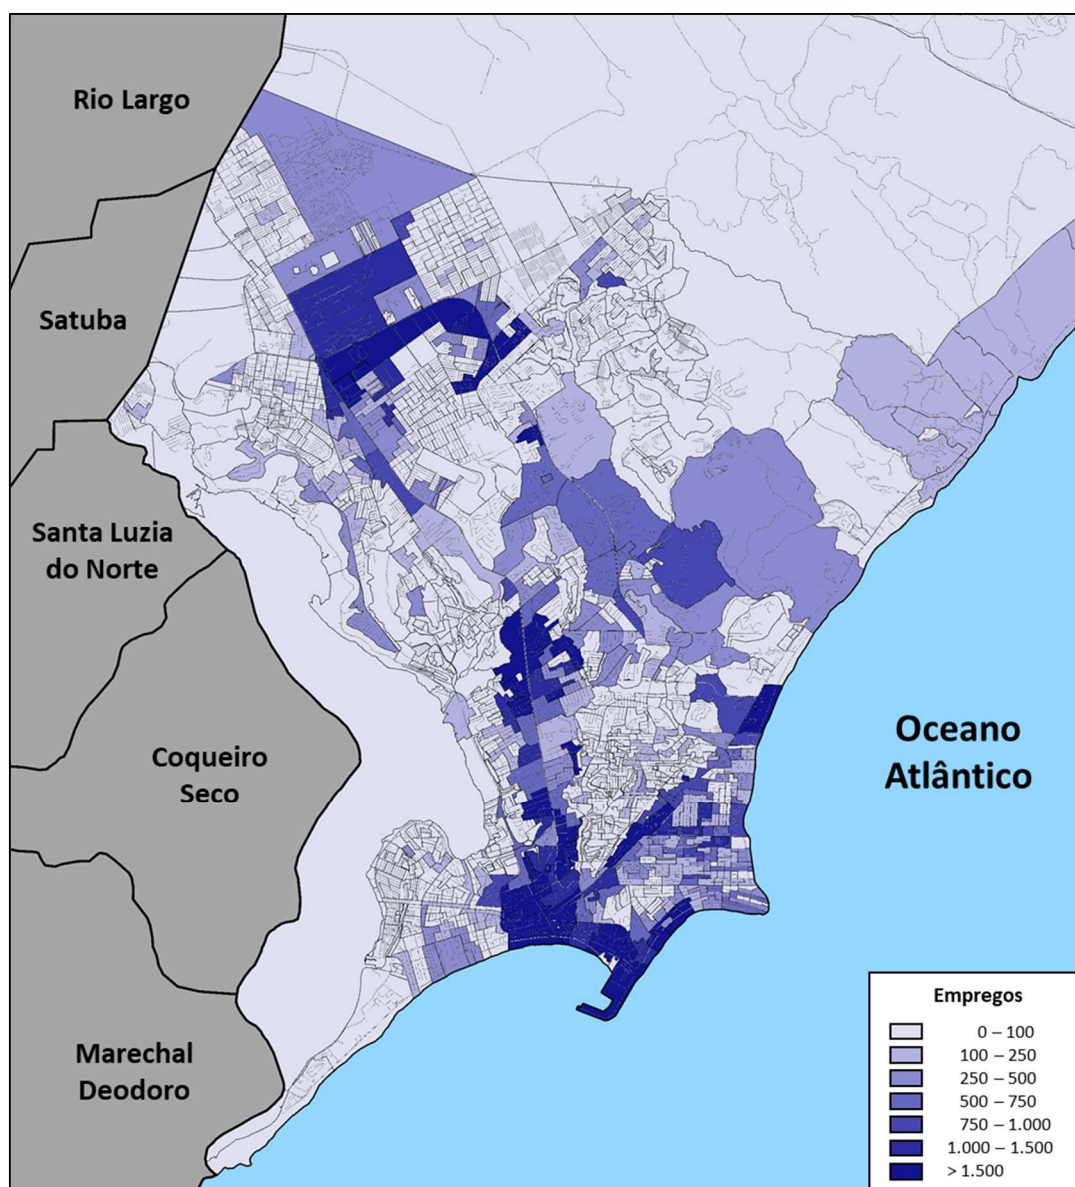 Rio Largo
Satuba
Santa Luzia
do Norte
Coqueiro
Seco
Oceano
Atlântico
Marechal
Deodoro
Empregos
0 – 100
100 – 250
250 – 500
500 – 750
750 – 1.000
1.000 – 1.500
> 1.500